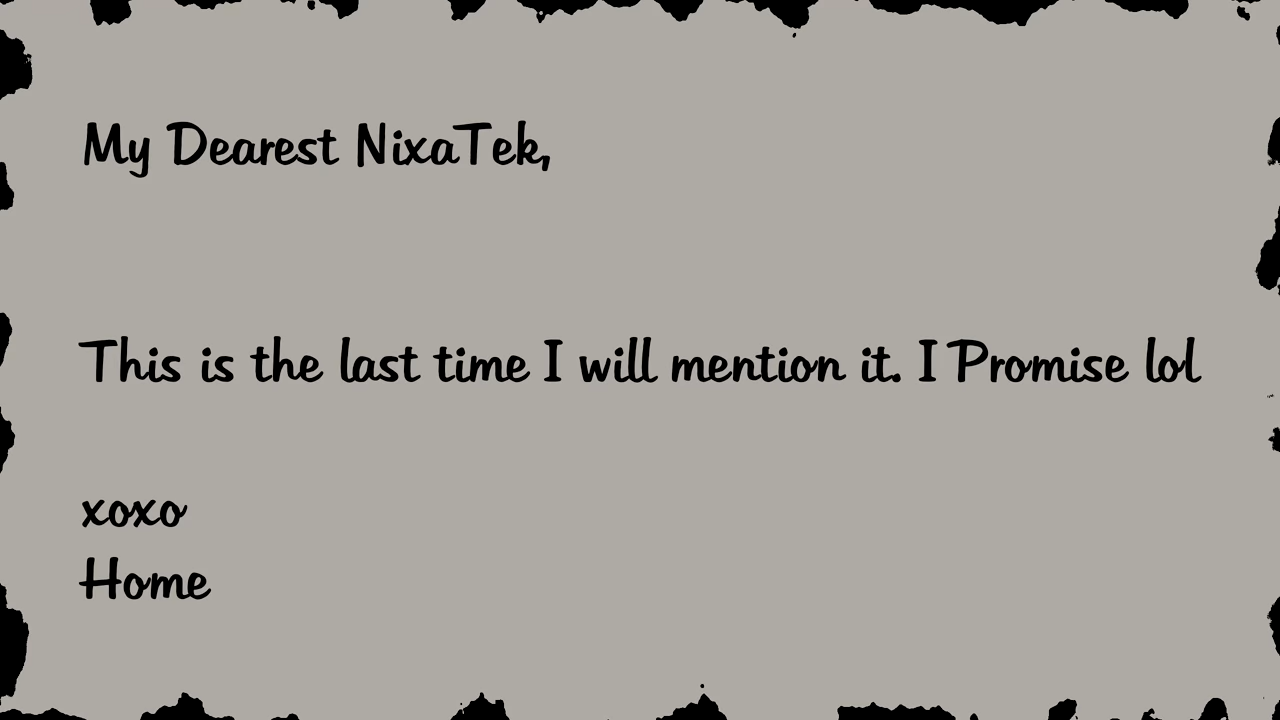 My Dearest NixaTek,
This is the last time I will mention it. I Promise lol
xoxo
Home